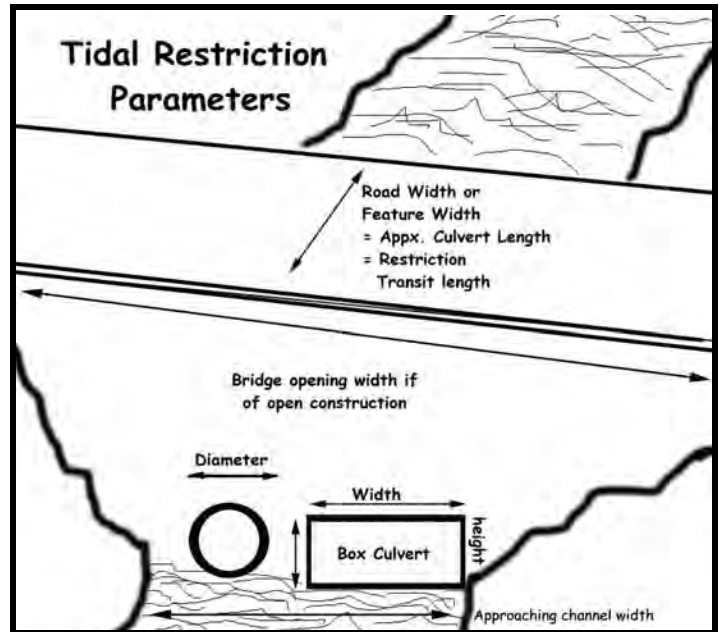 Tidal Restriction
Parameters
Road Width or
Feature Width
= Appx. Culvert Length
= Restriction
Transit length
Bridge opening width if
of open construction
Diameter
Width
height
Box Culvert
Approaching channel width